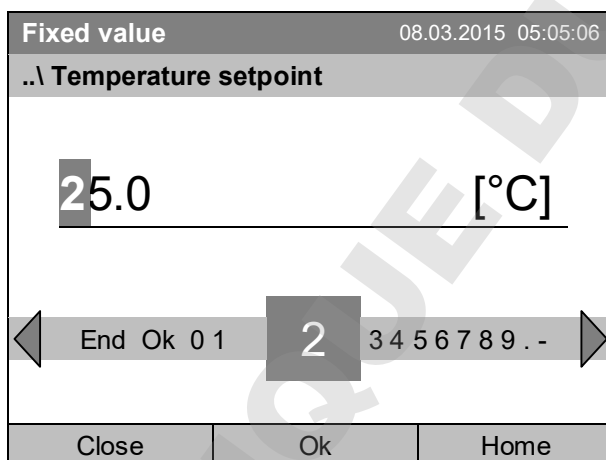 Fixed value 08.03.2015 05:05:06
..\ Temperature setpoint
25.0 [°C]
End Ok 0 1 2 3 4 5 6 7 8 9 . -
Close Ok Home